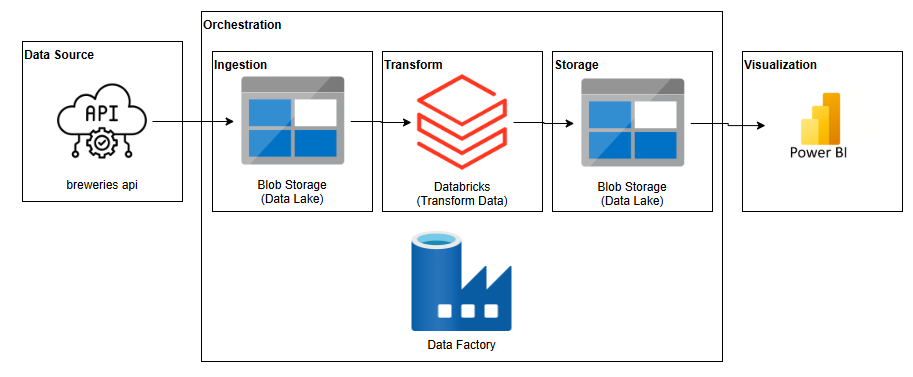 Orchestration
Data Source
Ingestion
Transform
Storage
Visualization
API
Power BI
breweries api
Blob Storage
(Data Lake)
Databricks
(Transform Data)
Blob Storage
(Data Lake)
Data Factory